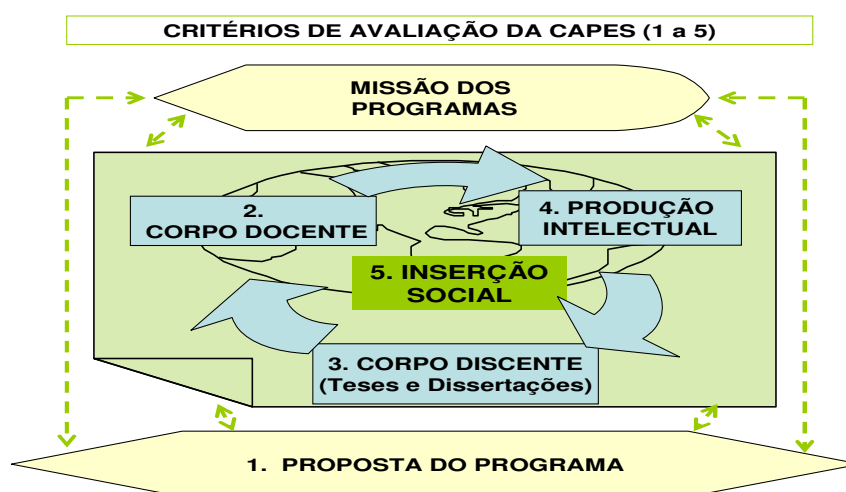 CRITÉRIOS DE AVALIAÇÃO DA CAPES (1 a 5)
MISSÃO DOS
PROGRAMAS
2.
CORPO DOCENTE
4. PRODUÇÃO
INTELECTUAL
5. INSERÇÃO
SOCIAL
3. CORPO DISCENTE
(Teses e Dissertações)
1. PROPOSTA DO PROGRAMA